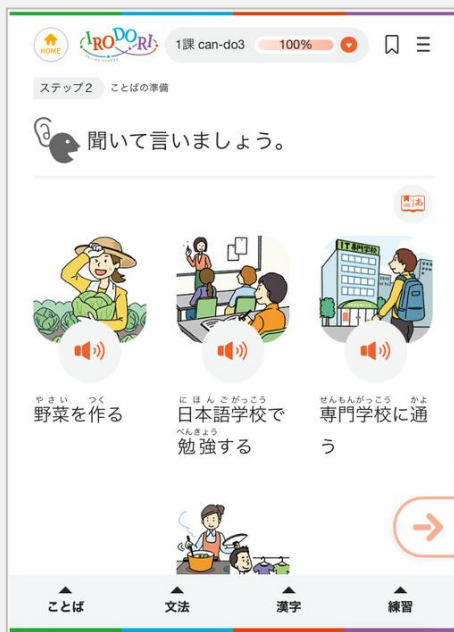 HOME
IRODORI
1課 can-do3
100%
ステップ2 ことばの準備
聞いて言いましょう。
あ
IT専門学校
やさい つく
野菜を作る
にほんごがっこう
日本語学校で
べんきょう
勉強する
せんもんがっこう かよ
専門学校に通
う
ことば
文法
漢字
練習